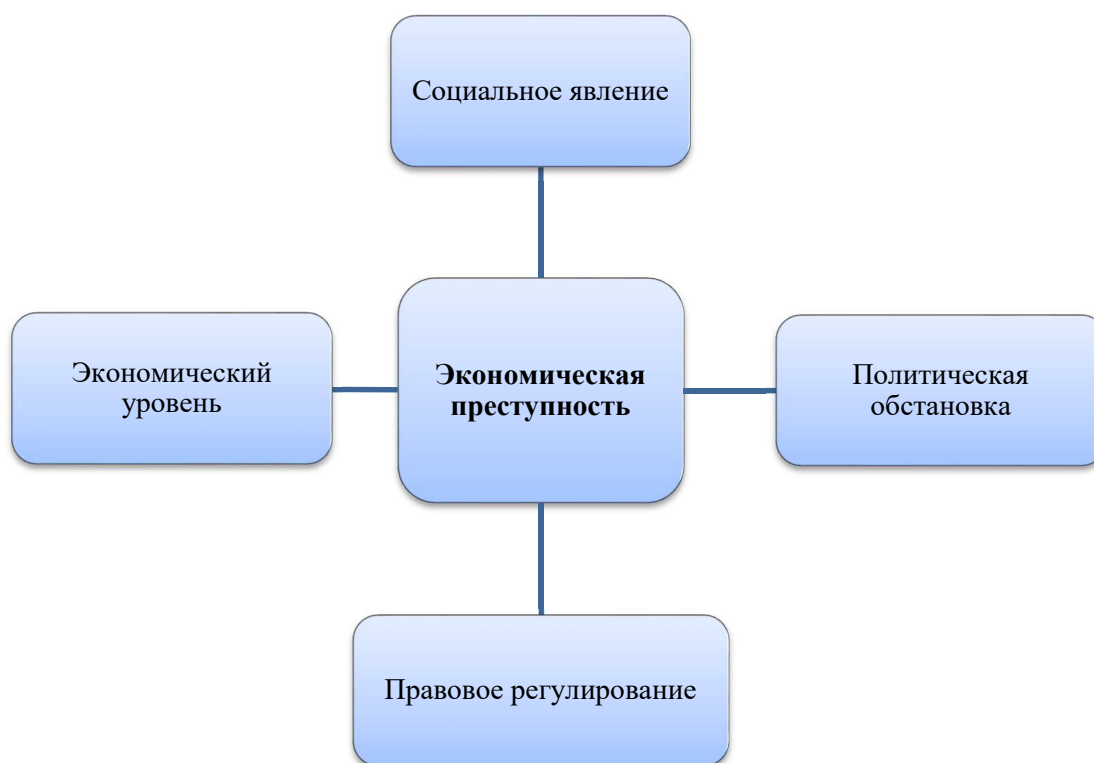 Социальное явление
Экономический
уровень
Экономическая
преступность
Политическая
обстановка
Правовое регулирование